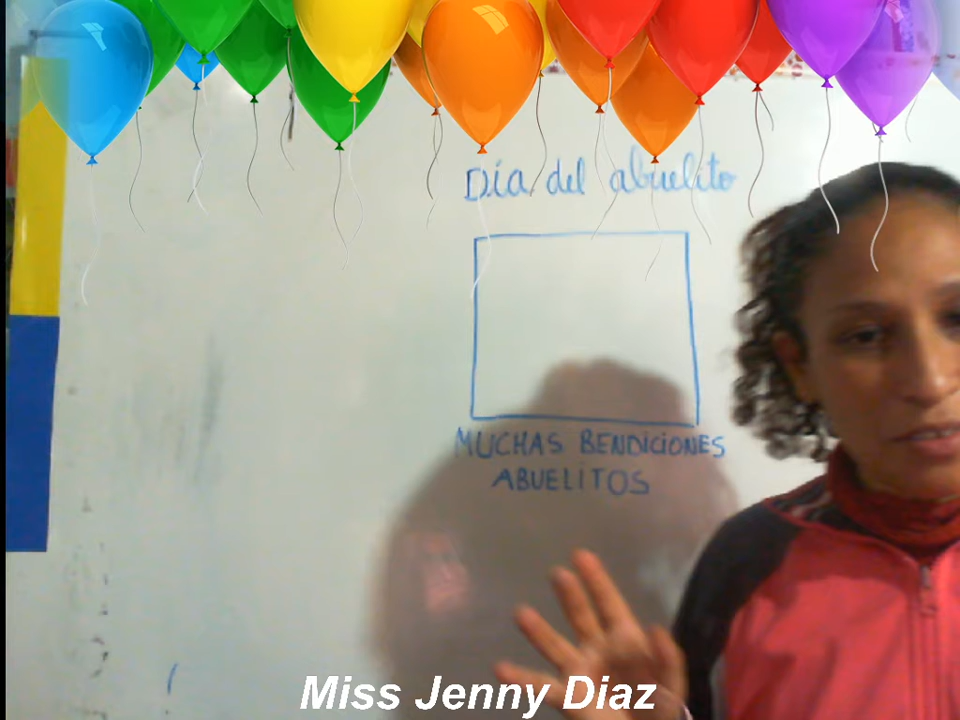 Día del abuelito
MUCHAS BENDICIONES
ABUELITOS
Miss Jenny Diaz